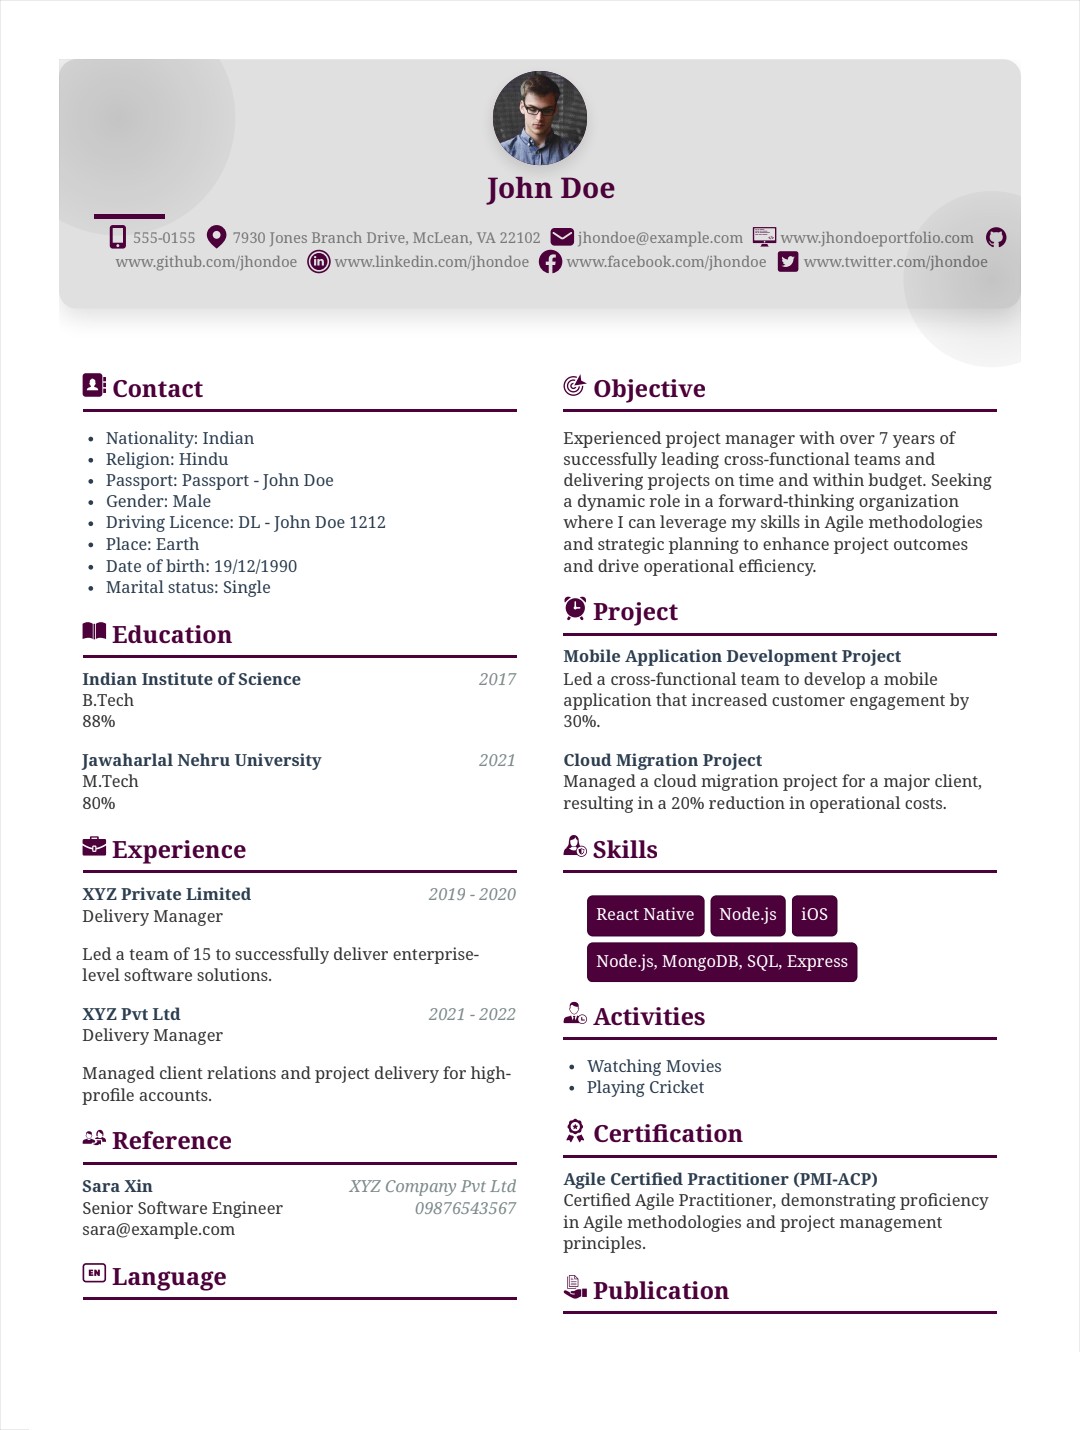 John Doe
555-0155 7930 Jones Branch Drive, McLean, VA 22102 jhondoe@example.com www.jhondoeportfolio.com
www.github.com/jhondoe www.linkedin.com/jhondoe www.facebook.com/jhondoe www.twitter.com/jhondoe
Contact
• Nationality: Indian
• Religion: Hindu
• Passport: Passport - John Doe
• Gender: Male
• Driving Licence: DL - John Doe 1212
• Place: Earth
• Date of birth: 19/12/1990
• Marital status: Single
Education
Indian Institute of Science 2017
B.Tech
88%
Jawaharlal Nehru University 2021
M.Tech
80%
Experience
XYZ Private Limited 2019 - 2020
Delivery Manager
Led a team of 15 to successfully deliver enterprise-
level software solutions.
XYZ Pvt Ltd 2021 - 2022
Delivery Manager
Managed client relations and project delivery for high-
profile accounts.
Reference
Sara Xin XYZ Company Pvt Ltd
Senior Software Engineer 09876543567
sara@example.com
EN Language
Objective
Experienced project manager with over 7 years of
successfully leading cross-functional teams and
delivering projects on time and within budget. Seeking
a dynamic role in a forward-thinking organization
where I can leverage my skills in Agile methodologies
and strategic planning to enhance project outcomes
and drive operational efficiency.
Project
Mobile Application Development Project
Led a cross-functional team to develop a mobile
application that increased customer engagement by
30%.
Cloud Migration Project
Managed a cloud migration project for a major client,
resulting in a 20% reduction in operational costs.
Skills
React Native Node.js iOS
Node.js, MongoDB, SQL, Express
Activities
• Watching Movies
• Playing Cricket
Certification
Agile Certified Practitioner (PMI-ACP)
Certified Agile Practitioner, demonstrating proficiency
in Agile methodologies and project management
principles.
Publication